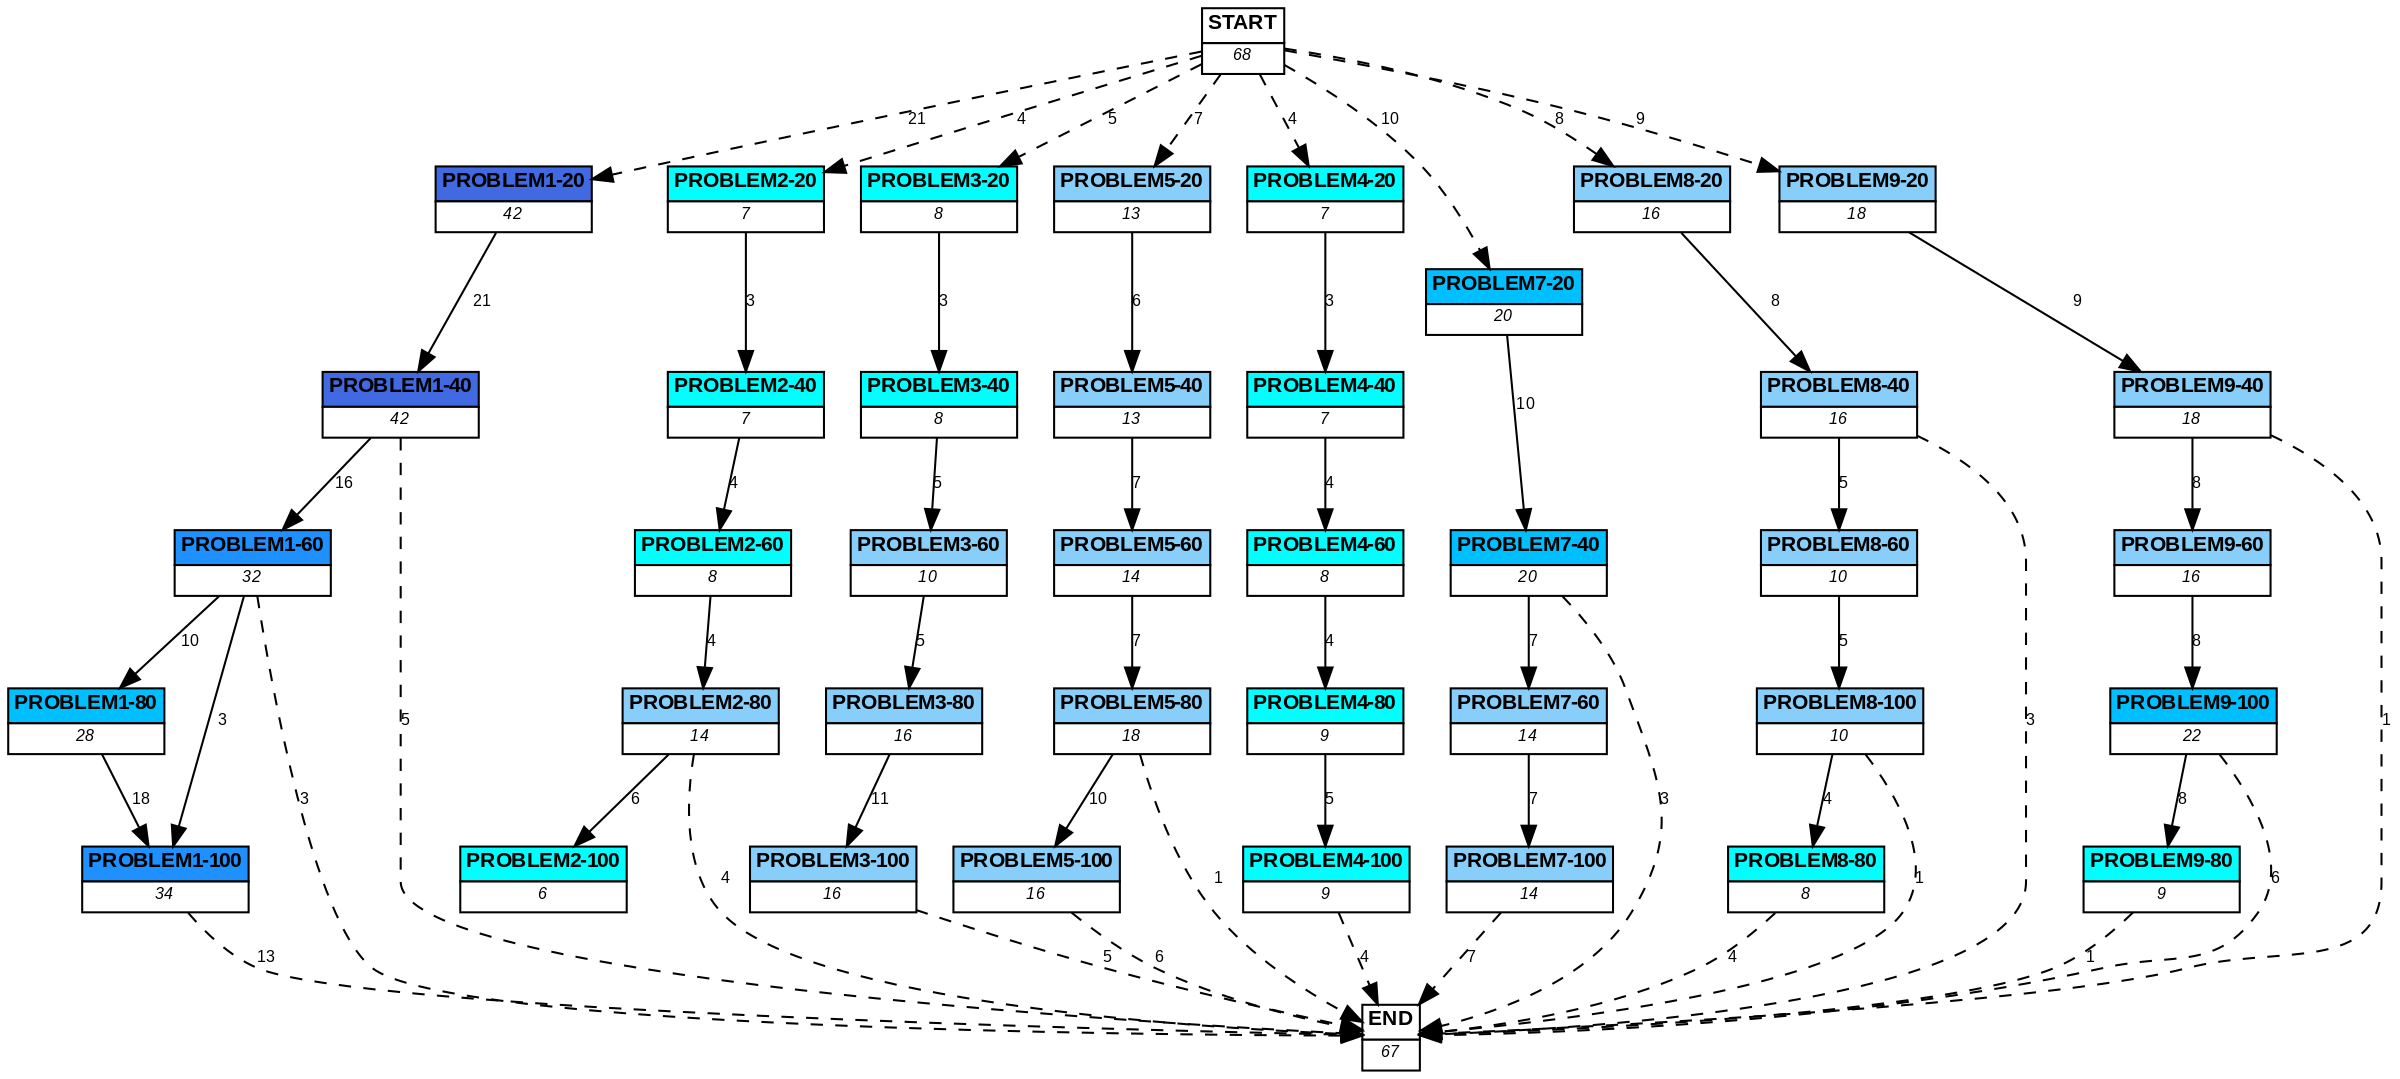 START
68
21
4
5
7
4
10
8
9
PROBLEM1-20
42
PROBLEM2-20
7
PROBLEM3-20
8
PROBLEM5-20
13
PROBLEM4-20
7
PROBLEM8-20
16
PROBLEM9-20
18
PROBLEM7-20
20
21
3
3
6
3
8
9
PROBLEM1-40
42
PROBLEM2-40
7
PROBLEM3-40
8
PROBLEM5-40
13
PROBLEM4-40
7
10
PROBLEM8-40
16
PROBLEM9-40
18
16
4
5
7
4
5
8
PROBLEM1-60
32
PROBLEM2-60
8
PROBLEM3-60
10
PROBLEM5-60
14
PROBLEM4-60
8
PROBLEM7-40
20
PROBLEM8-60
10
PROBLEM9-60
16
10
4
5
7
4
7
5
8
PROBLEM1-80
28
3
5
PROBLEM2-80
14
PROBLEM3-80
16
PROBLEM5-80
18
PROBLEM4-80
9
PROBLEM7-60
14
PROBLEM8-100
10
3
PROBLEM9-100
22
1
18
3
6
11
10
5
7
3
4
8
PROBLEM1-100
34
PROBLEM2-100
6
4
PROBLEM3-100
16
PROBLEM5-100
16
1
PROBLEM4-100
9
PROBLEM7-100
14
PROBLEM8-80
8
1
PROBLEM9-80
9
6
13
5
6
4
7
4
1
END
67